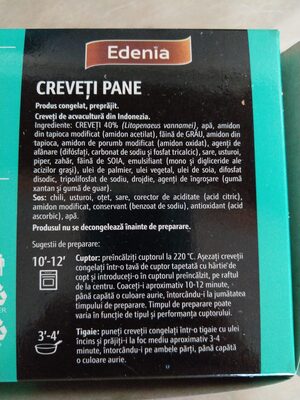 Edenia
CREVEȚI PANE
Produs congelat, preprăjit.
Creveți de acvacultură din Indonezia.
Ingrediente: CREVEȚI 40% (Litopenaeus vannamei), apă, amidon
din tapioca modificat (amidon acetilat), făină de GRÂU, amidon din
tapioca, amidon de porumb modificat (amidon oxidat), agenți de
afânare (difosfați, carbonat de sodiu și fosfat tricalcic), sare, usturoi,
piper, zahăr, făină de SOIA, emulsifiant (mono și digliceride ale
acizilor grași), ulei de palmier, ulei vegetal, ulei de soia, difosfat
disodic, tripolifosfat de sodiu, drojdie, agenți de îngroșare (gumă
xantan și gumă de guar).
Sos: chili, usturoi, oțet, sare, corector de aciditate (acid citric),
amidon modificat, conservant (benzoat de sodiu), antioxidant (acid
ascorbic), apă.
Produsul nu se decongelează înainte de preparare.
Sugestii de preparare:
10'-12'
Cuptor: preîncălziți cuptorul la 220 °C. Așezați creveții
congelați într-o tavă de cuptor tapetată cu hârtie de
copt și introduceți-o în cuptorul preîncălzit, pe raftul
de la centru. Coaceți-i aproximativ 10-12 minute,
până capătă o culoare aurie, întorcându-i la jumătatea
timpului de preparare. Timpul de preparare poate
varia în funcție de tipul și performanța cuptorului.
3'-4'
Tigaie: puneți creveții congelați într-o tigaie cu ulei
încins și prăjiți-i la foc mediu aproximativ 3-4
minute, întorcându-i pe ambele părți, până capătă
o culoare aurie.